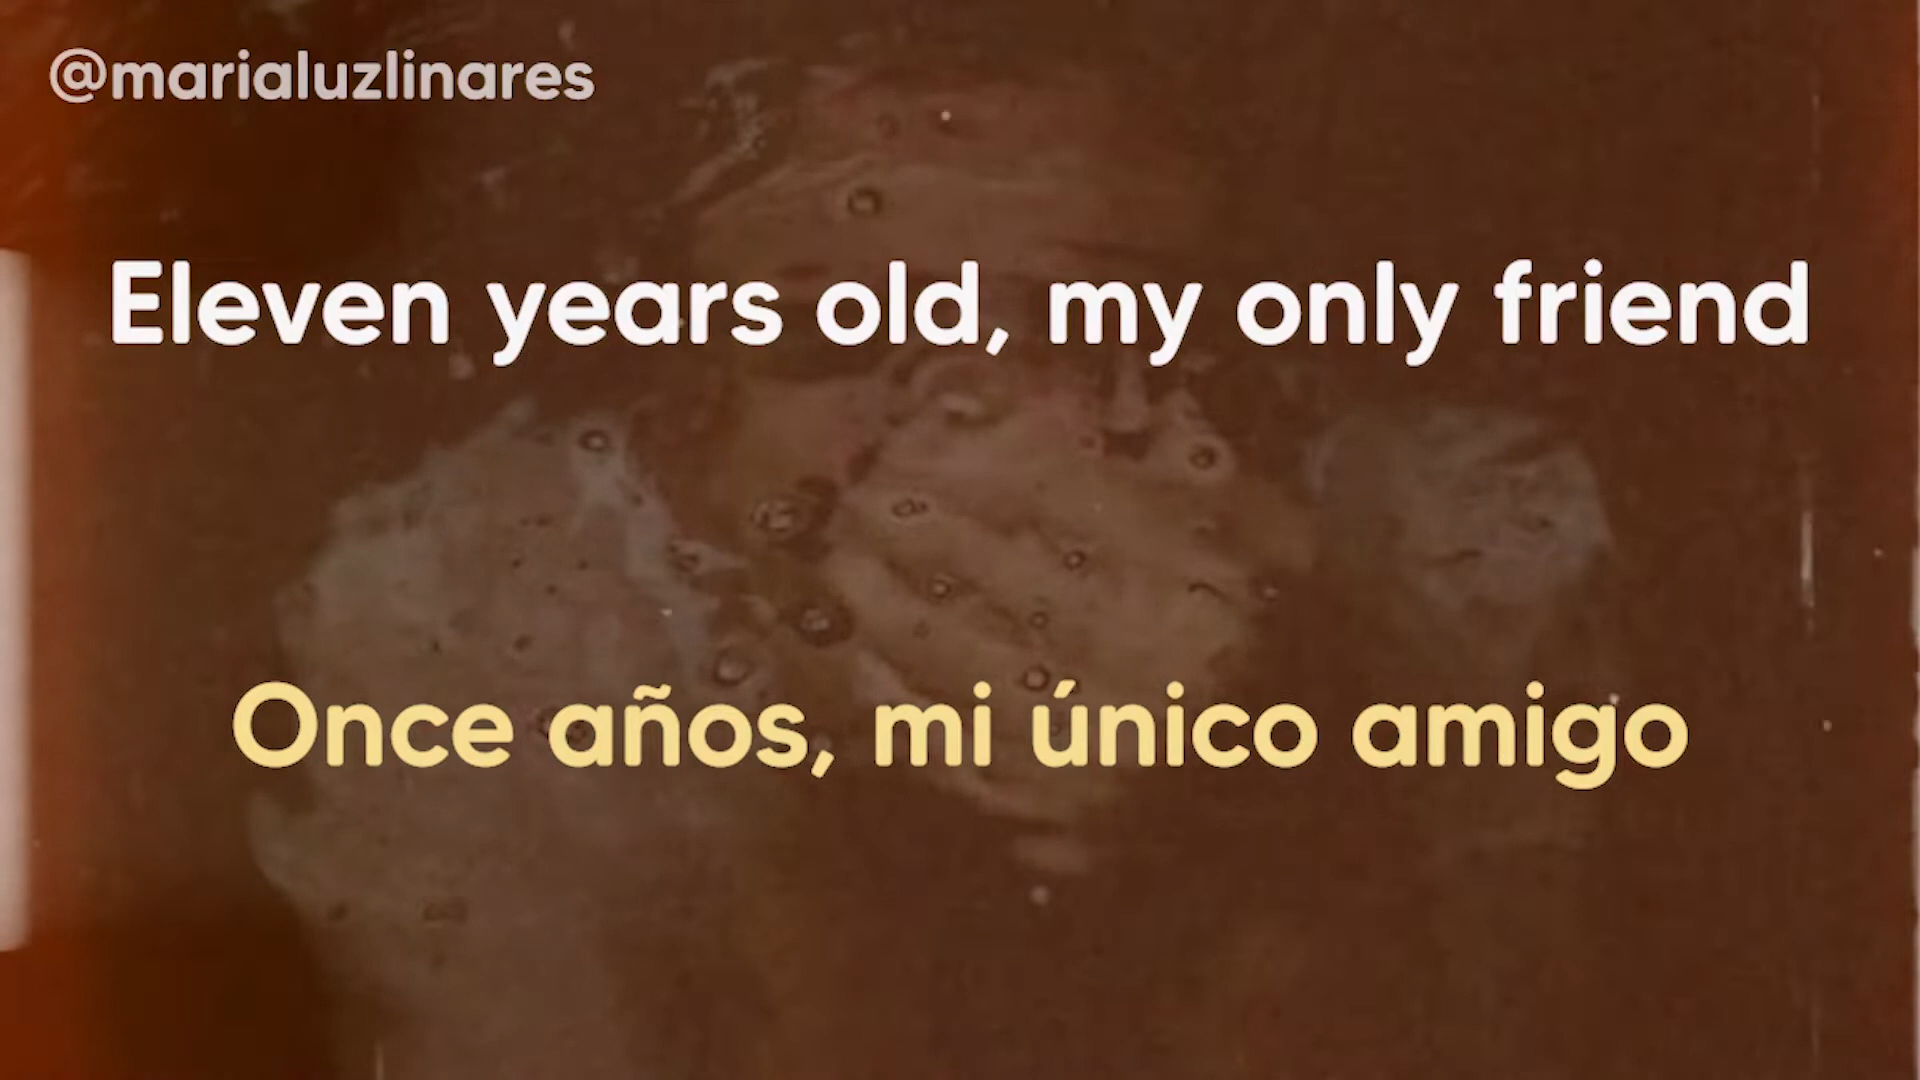 @marialuzlinares
Eleven years old, my only friend
Once años, mi único amigo